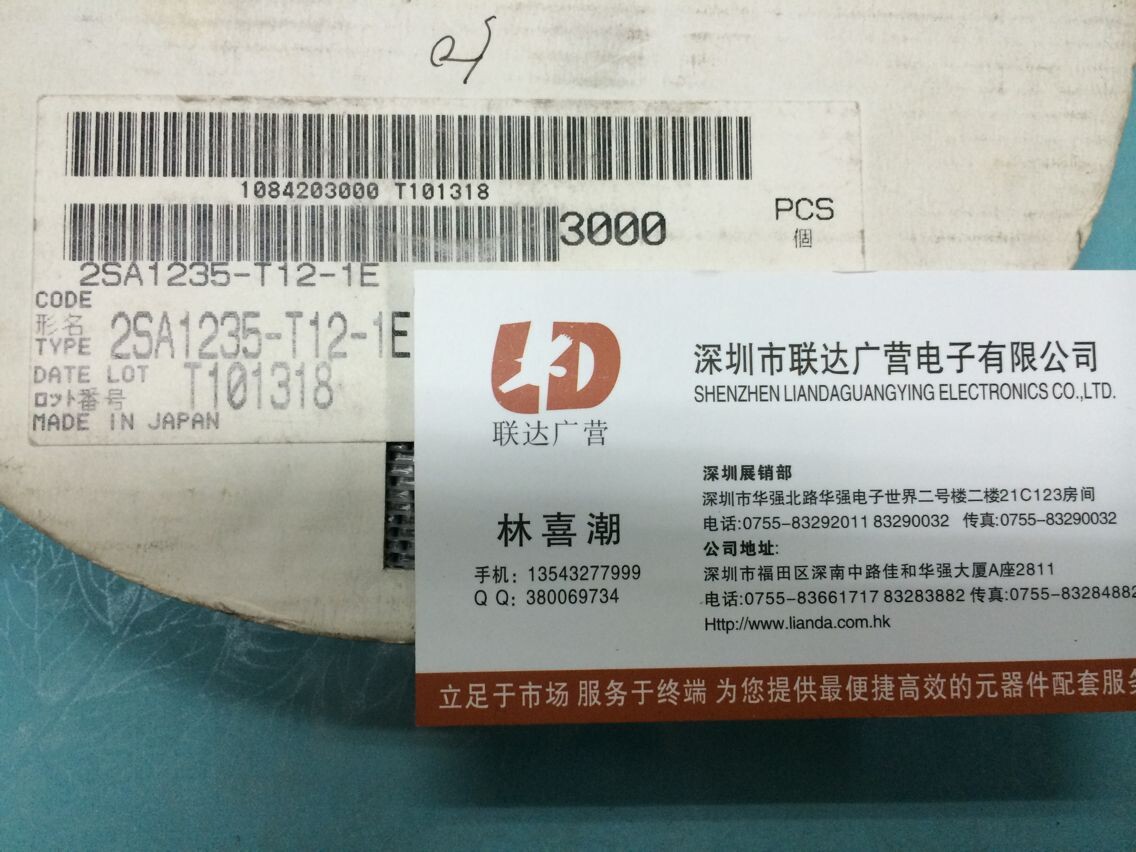 1084203000 T101318
3000
PCS
個
2SA1235-T12-1E
CODE
形名
TYPE 2SA1235-T12-1E
DATE LOT
ロット番号 T101318
MADE IN JAPAN
LD
联达广营
深圳市联达广营电子有限公司
SHENZHEN LIANDAGUANGYING ELECTRONICS CO.,LTD.
林喜潮
手机：13543277999
Q Q：380069734
深圳展销部
深圳市华强北路华强电子世界二号楼二楼21C123房间
电话:0755-83292011 83290032 传真:0755-83290032
公司地址:
深圳市福田区深南中路佳和华强大厦A座2811
电话:0755-83661717 83283882 传真:0755-83284882
Http://www.lianda.com.hk
立足于市场 服务于终端 为您提供最便捷高效的元器件配套服务